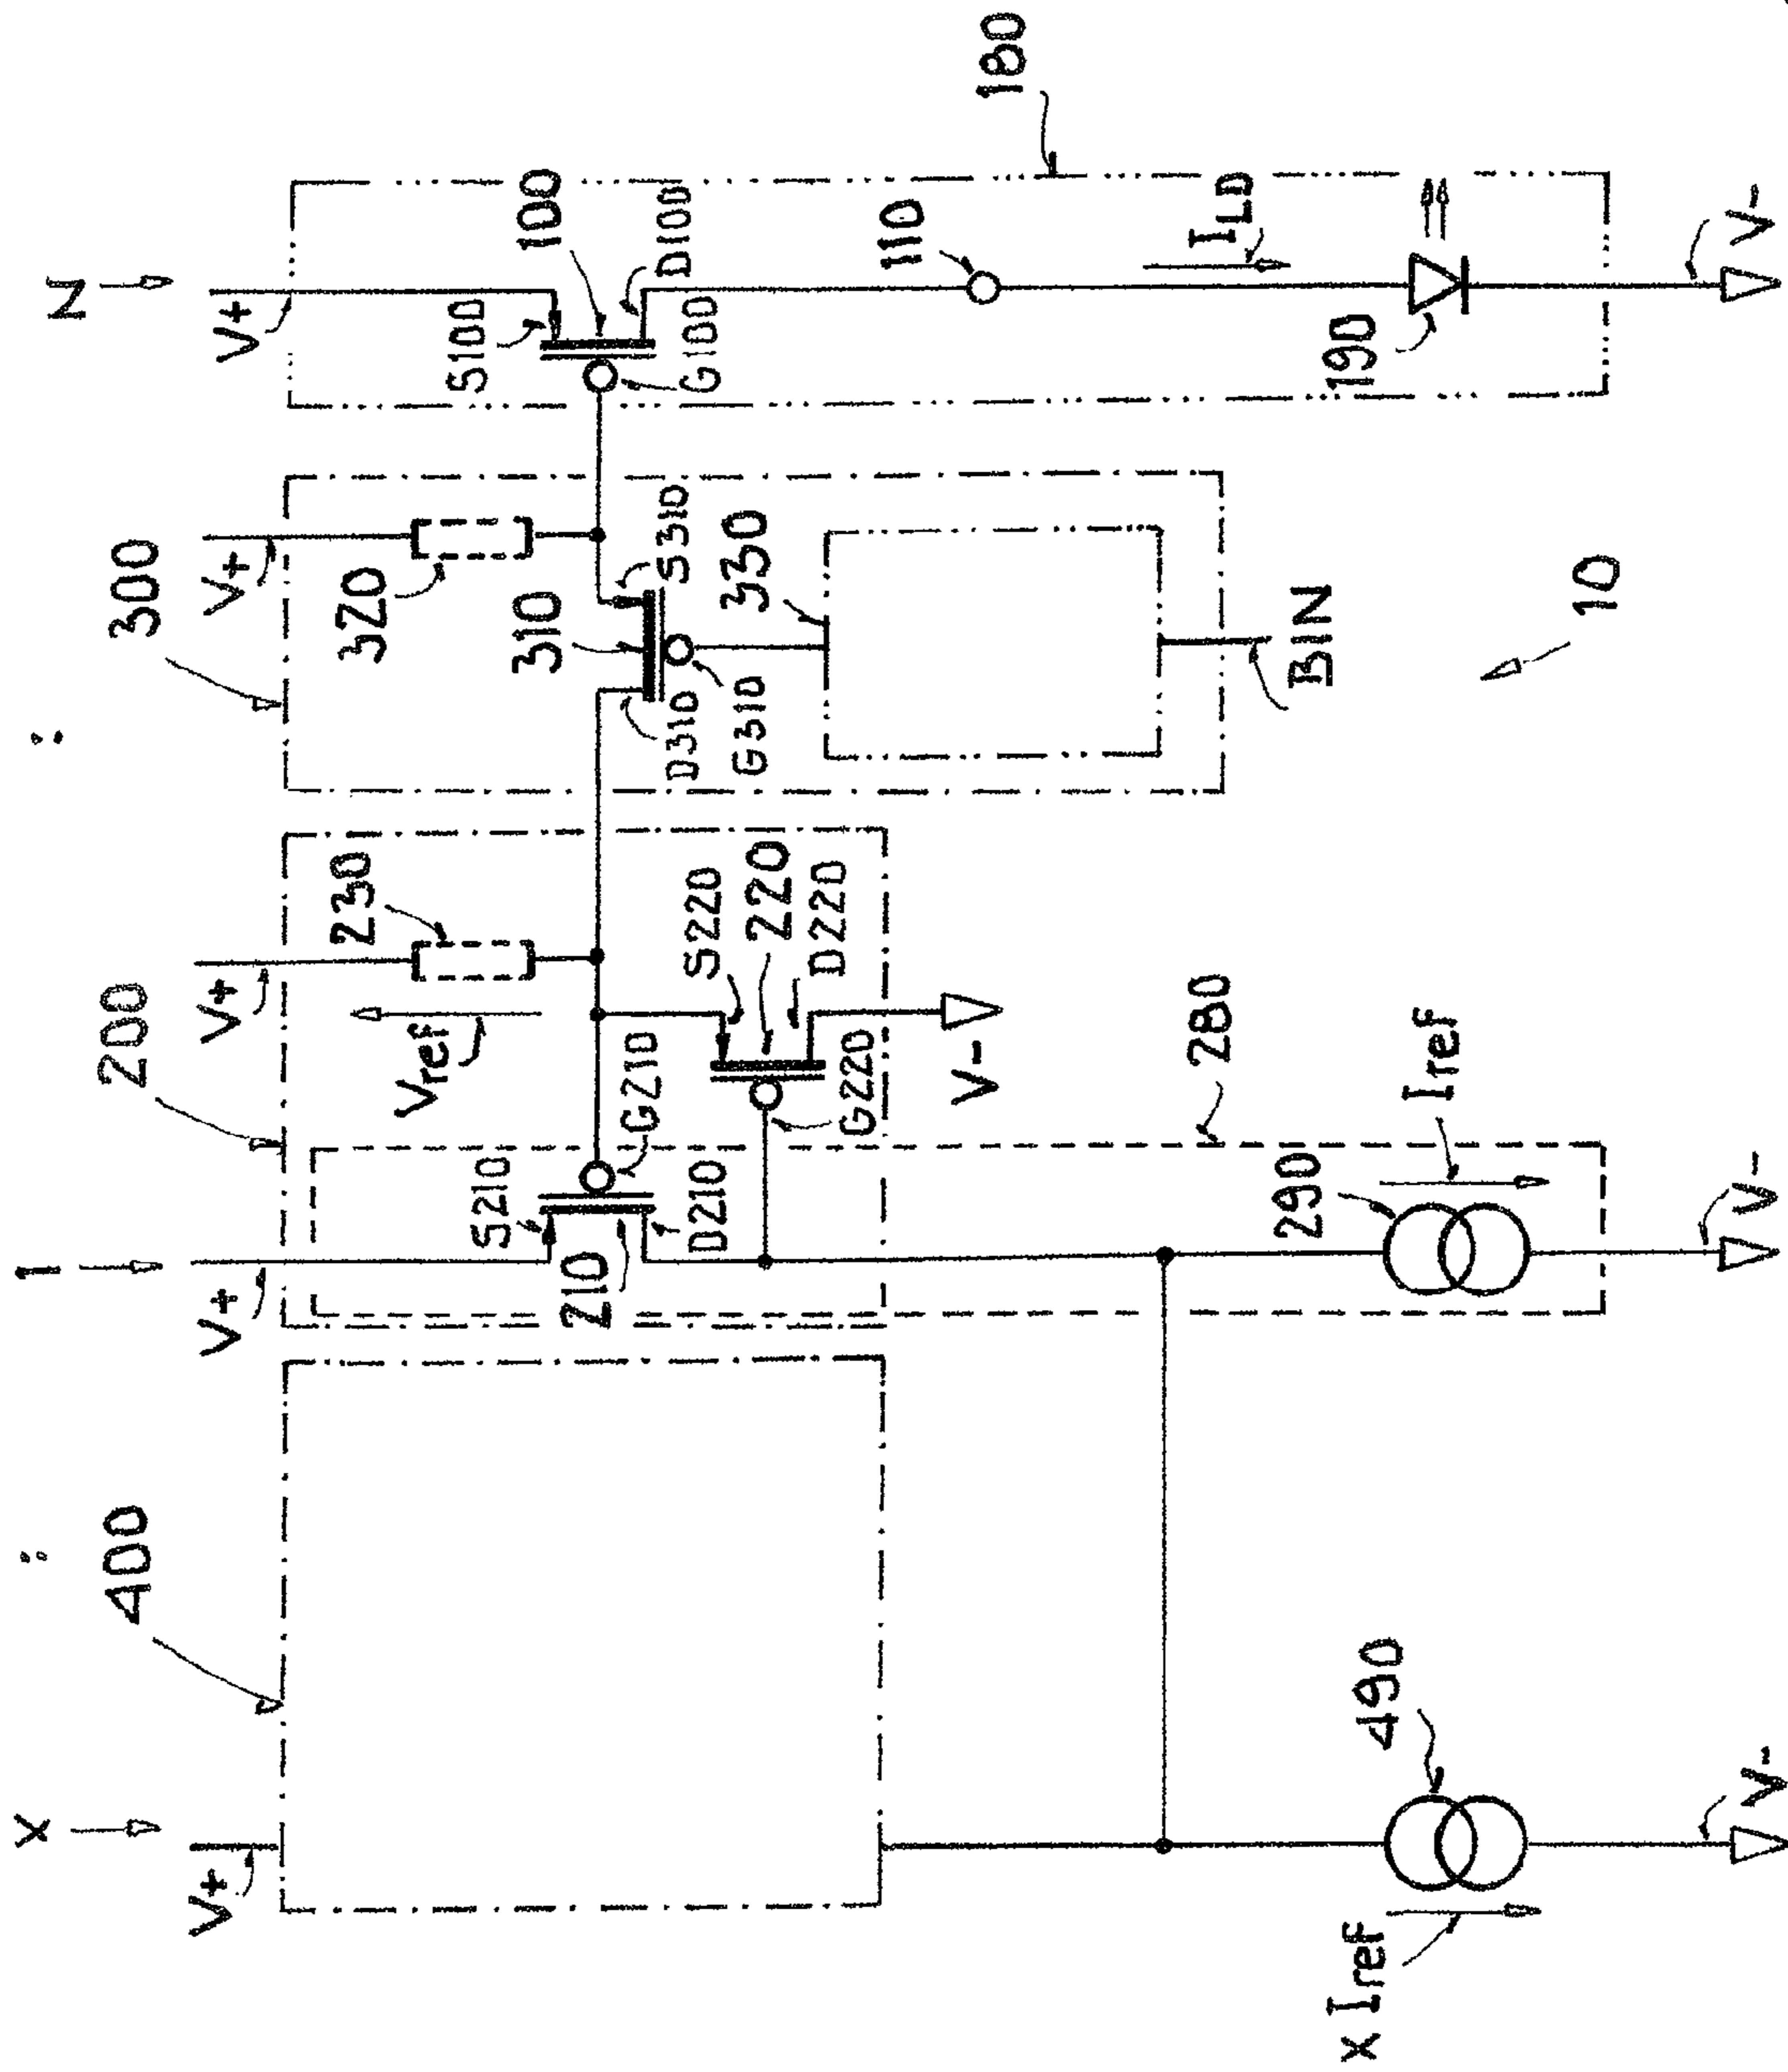 X : 1 : N
V+
400
V+
200
V+
300
V+
V+
230
320
Vref
S210
G210
210
D210
S220
220
D220
G220
V-
310
S310
D310
G310
330
S100
100
D100
G100
110
180
280
BIN
ILD
190
10
490
x Iref
290
Iref
V-
V-
V-